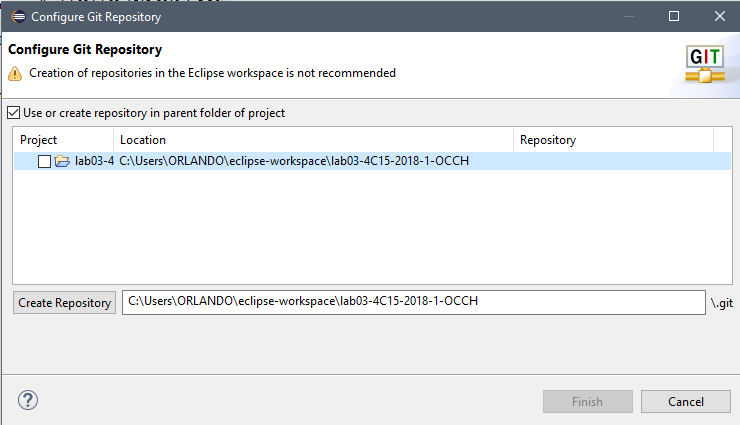 Configure Git Repository
Configure Git Repository
Creation of repositories in the Eclipse workspace is not recommended
GIT
Use or create repository in parent folder of project
Project Location Repository
lab03-4 C:\Users\ORLANDO\eclipse-workspace\lab03-4C15-2018-1-OCCH
Create Repository C:\Users\ORLANDO\eclipse-workspace\lab03-4C15-2018-1-OCCH \.git
? Finish Cancel